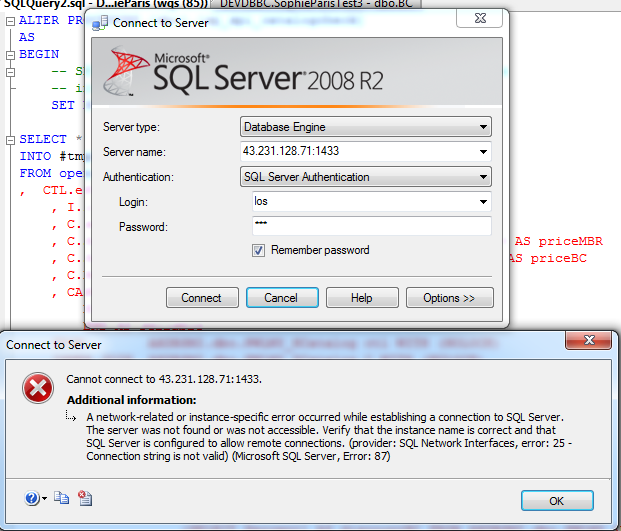 SQLQuery2.sql - D...ieParis (wgs (85))
DEVDBBC.SophieParisTest3 - dbo.BC
ALTER PRO
AS
BEGIN
-- S
-- i
SET
SELECT *
INTO #tm
FROM ope
, CTL.e
, I.
, C.
, C. AS priceMBR
, C. AS priceBC
, C.
, CA
Connect to Server
Microsoft®
SQL Server® 2008 R2
Server type: Database Engine
Server name: 43.231.128.71:1433
Authentication: SQL Server Authentication
Login: los
Password: ***
Remember password
Connect Cancel Help Options >>
Connect to Server
Cannot connect to 43.231.128.71:1433.
Additional information:
A network-related or instance-specific error occurred while establishing a connection to SQL Server.
The server was not found or was not accessible. Verify that the instance name is correct and that
SQL Server is configured to allow remote connections. (provider: SQL Network Interfaces, error: 25 -
Connection string is not valid) (Microsoft SQL Server, Error: 87)
OK